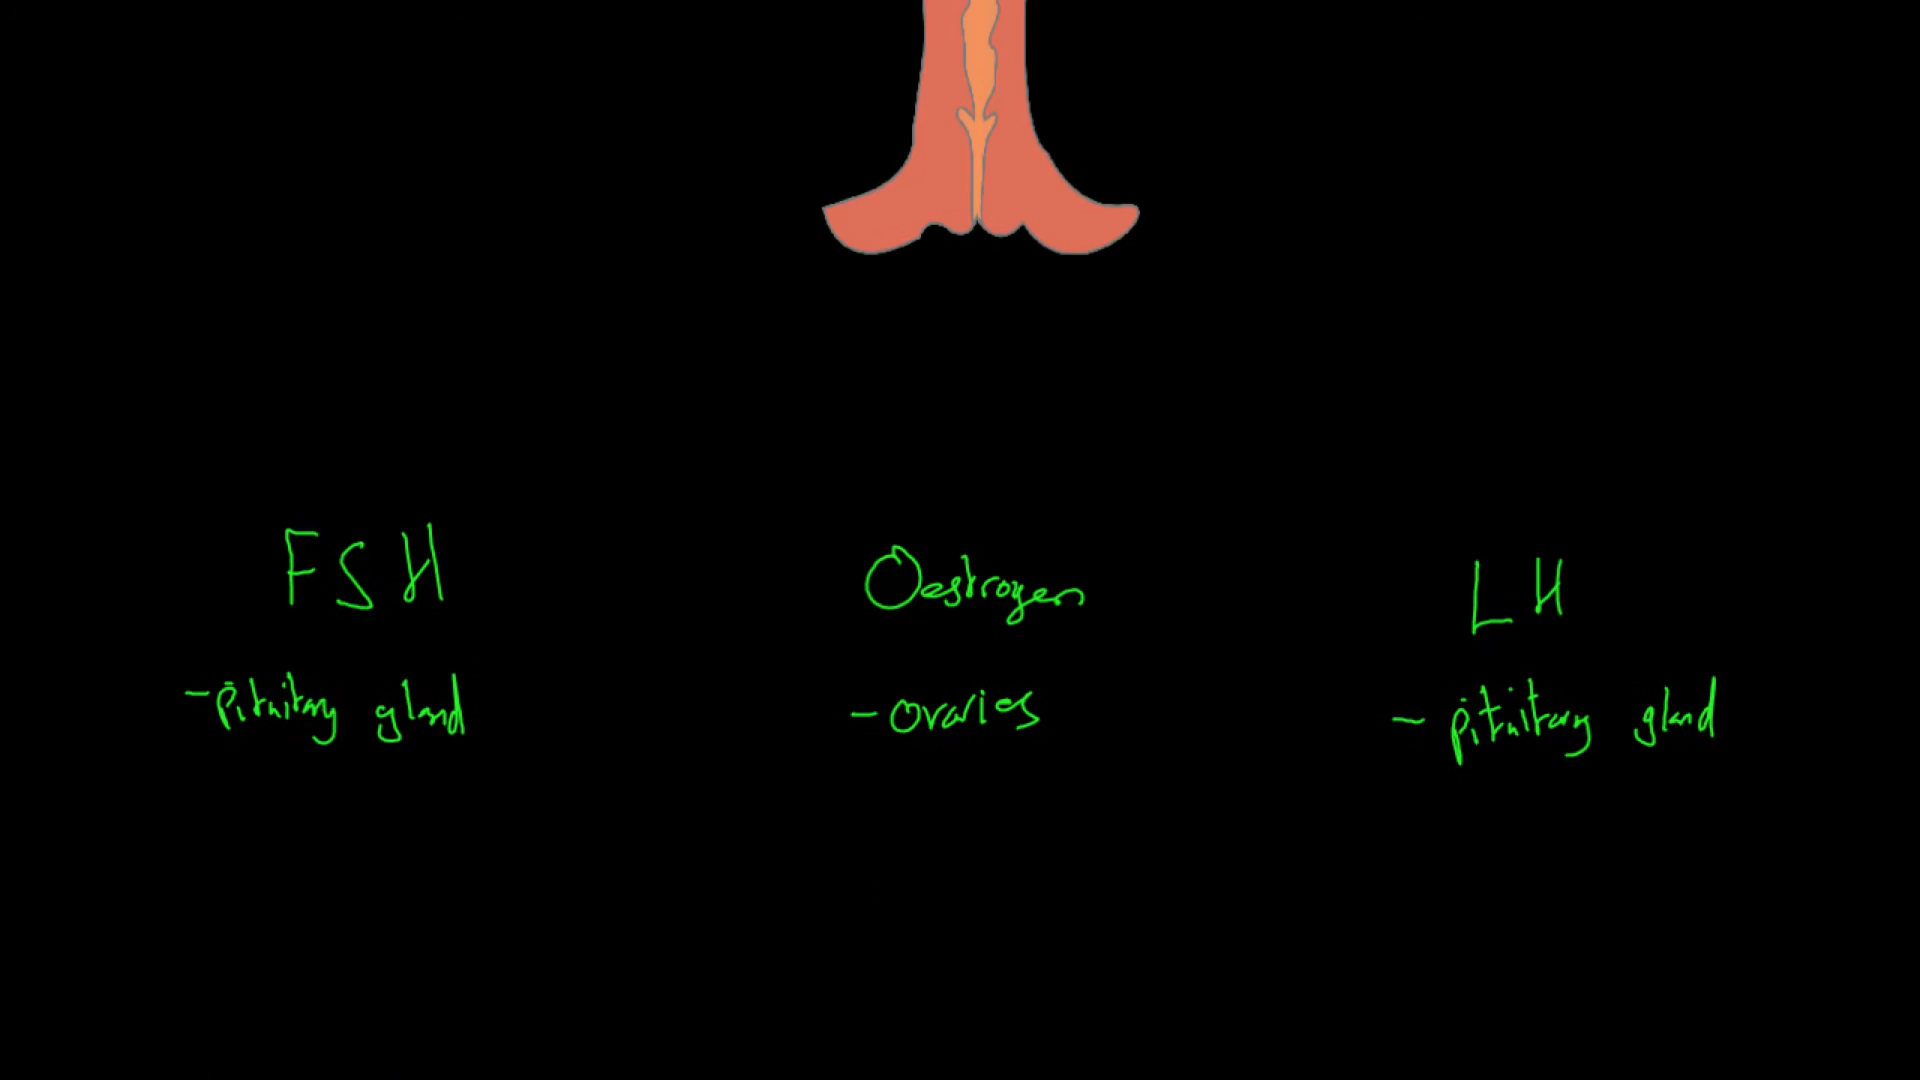 FSH
Oestrogen
LH
- Pituitary gland
- ovaries
- pituitary gland